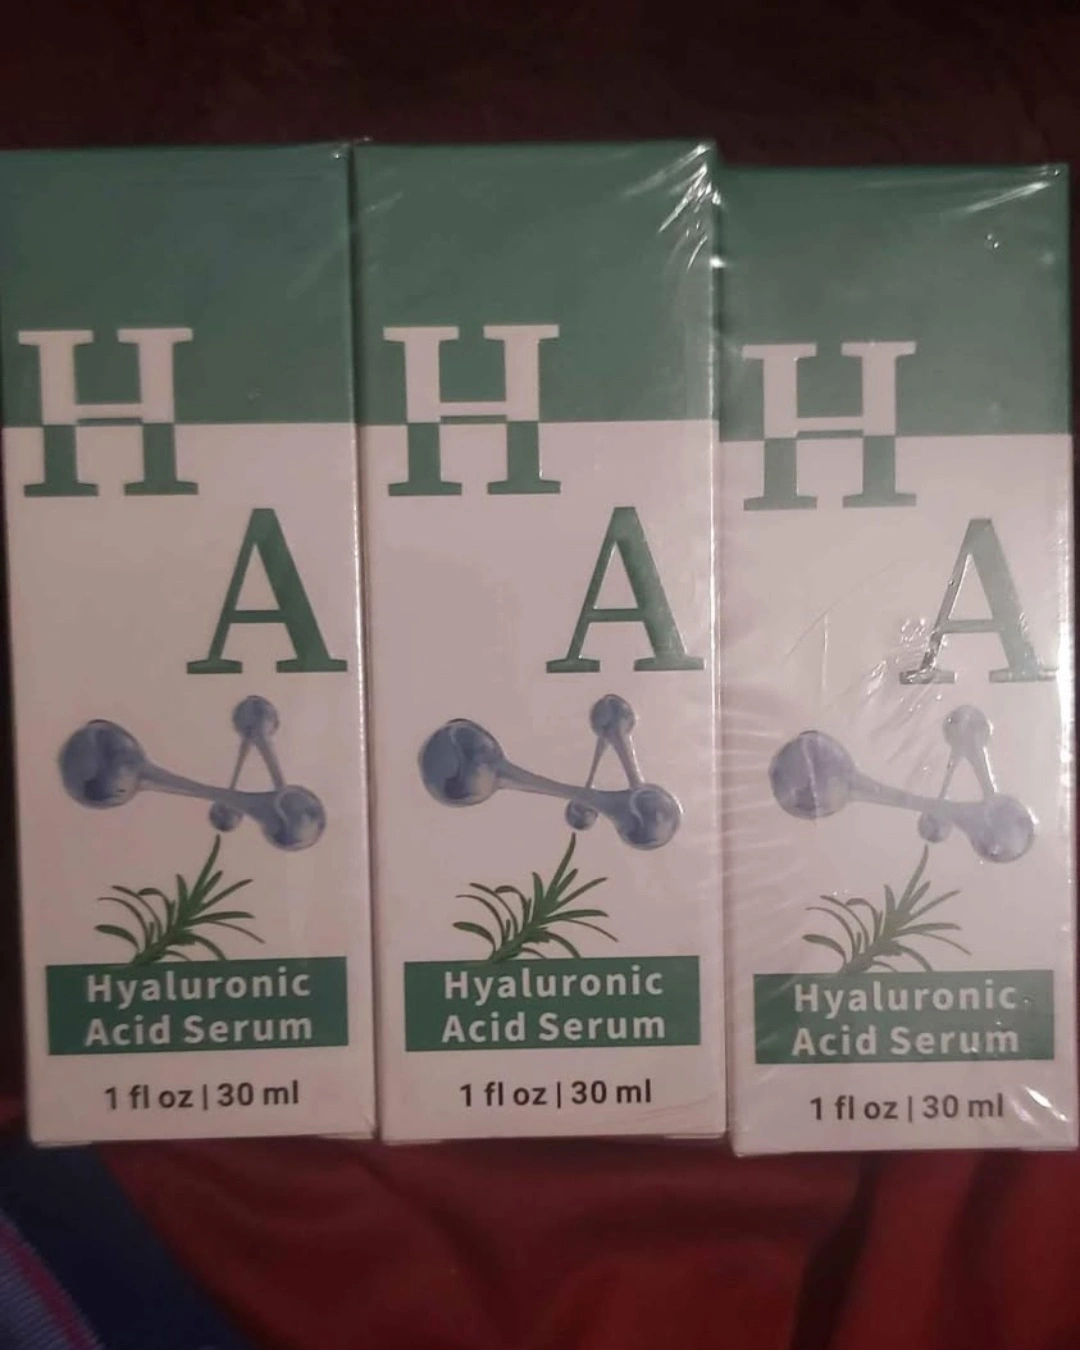 H
A
Hyaluronic
Acid Serum
1 fl oz | 30 ml
H
A
Hyaluronic
Acid Serum
1 fl oz | 30 ml
H
A
Hyaluronic
Acid Serum
1 fl oz | 30 ml